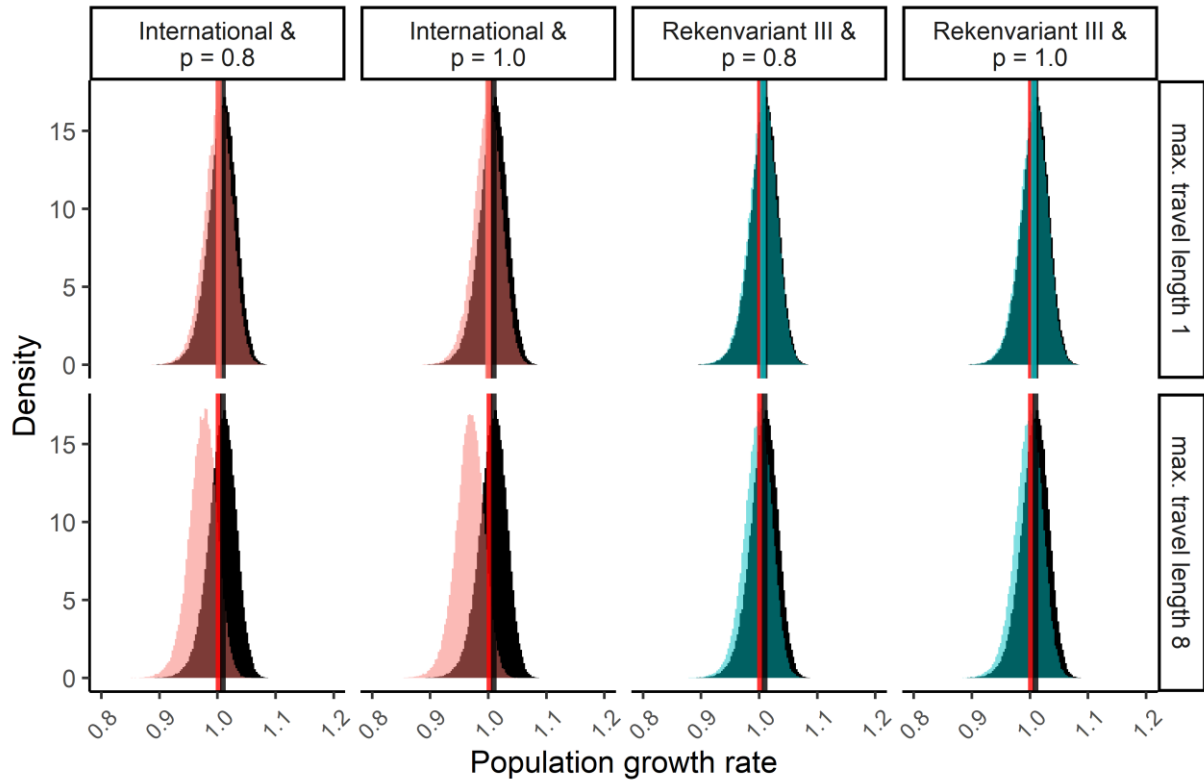 International &
p = 0.8
International &
p = 1.0
Rekenvariant III &
p = 0.8
Rekenvariant III &
p = 1.0
15
10
5
0
max. travel length 1
Density
15
10
5
0
max. travel length 8
0.8 0.9 1.0 1.1 1.2
0.8 0.9 1.0 1.1 1.2
0.8 0.9 1.0 1.1 1.2
0.8 0.9 1.0 1.1 1.2
Population growth rate